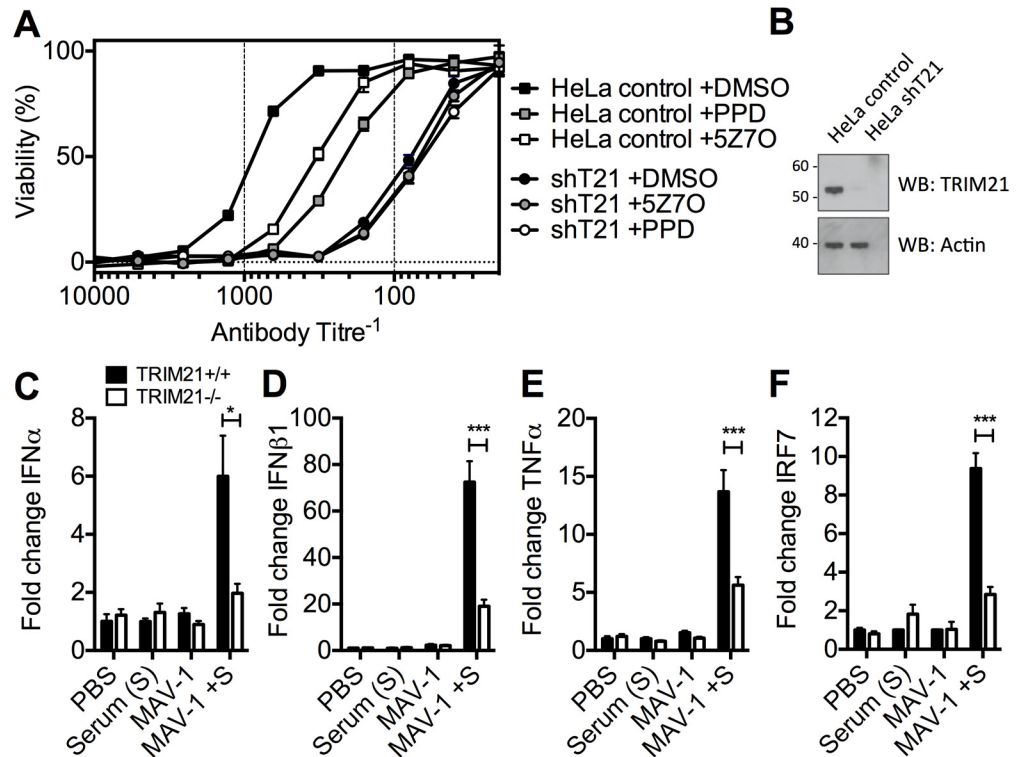 A
Viability (%)
100
50
0
10000
1000
100
Antibody Titre-1
HeLa control +DMSO
HeLa control +PPD
HeLa control +5Z7O
shT21 +DMSO
shT21 +5Z7O
shT21 +PPD
B
HeLa control
HeLa shT21
60
50
WB: TRIM21
40
WB: Actin
C
TRIM21+/+
TRIM21-/-
Fold change IFNα
8
6
4
2
0
*
PBS
Serum (S)
MAV-1
MAV-1 +S
D
Fold change IFNβ1
100
80
60
40
20
0
***
PBS
Serum (S)
MAV-1
MAV-1 +S
E
Fold change TNFα
20
15
10
5
0
***
PBS
Serum (S)
MAV-1
MAV-1 +S
F
Fold change IRF7
12
10
8
6
4
2
0
***
PBS
Serum (S)
MAV-1
MAV-1 +S